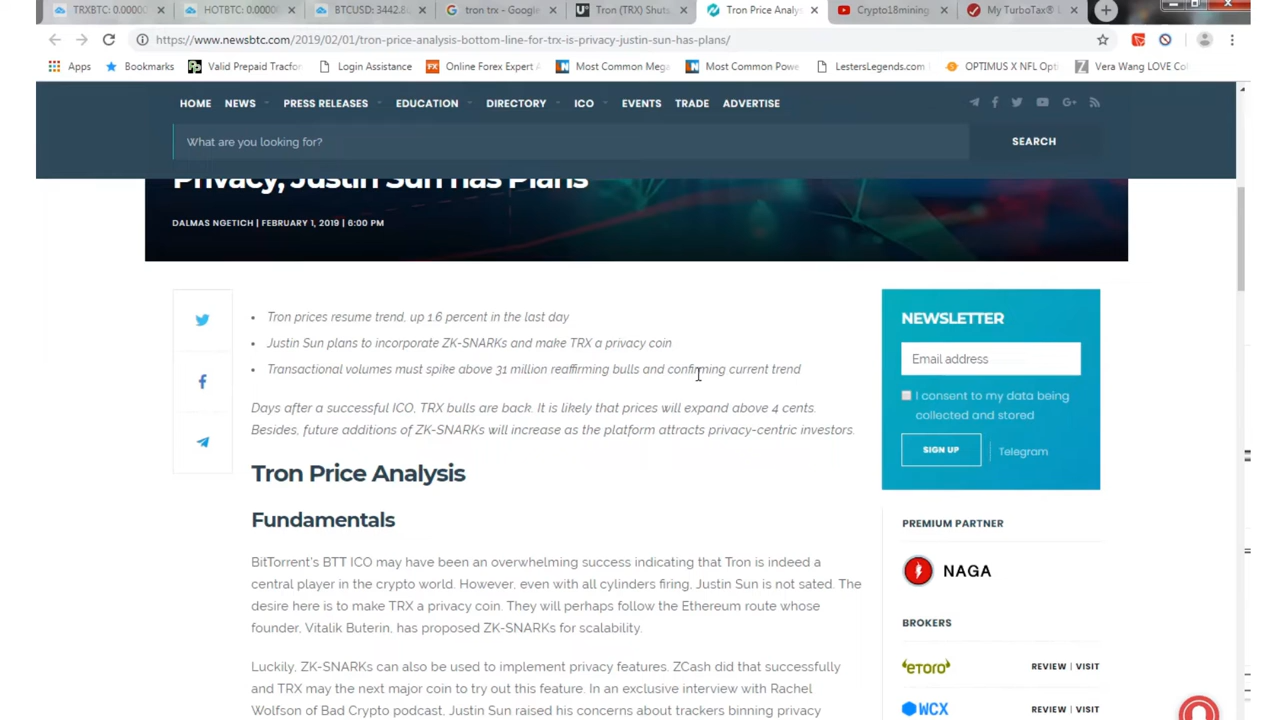 TRXBTC: 0.0000
HOTBTC: 0.0000
BTCUSD: 3442.8
tron trx - Google
Tron (TRX) Shuts
Tron Price Analy
Crypto18mining
My TurboTax®
https://www.newsbtc.com/2019/02/01/tron-price-analysis-bottom-line-for-trx-is-privacy-justin-sun-has-plans/
Apps
Bookmarks
Valid Prepaid Tracfor
Login Assistance
Online Forex Expert
Most Common Mega
Most Common Powe
LestersLegends.com
OPTIMUS X NFL Opti
Vera Wang LOVE Col
HOME
NEWS
PRESS RELEASES
EDUCATION
DIRECTORY
ICO
EVENTS
TRADE
ADVERTISE
What are you looking for?
SEARCH
Privacy, Justin Sun has Plans
DALMAS NGETICH | FEBRUARY 1, 2019 | 6:00 PM
• Tron prices resume trend, up 1.6 percent in the last day
• Justin Sun plans to incorporate ZK-SNARKs and make TRX a privacy coin
• Transactional volumes must spike above 31 million reaffirming bulls and confirming current trend
Days after a successful ICO, TRX bulls are back. It is likely that prices will expand above 4 cents.
Besides, future additions of ZK-SNARKs will increase as the platform attracts privacy-centric investors.
Tron Price Analysis
Fundamentals
BitTorrent's BTT ICO may have been an overwhelming success indicating that Tron is indeed a
central player in the crypto world. However, even with all cylinders firing, Justin Sun is not sated. The
desire here is to make TRX a privacy coin. They will perhaps follow the Ethereum route whose
founder, Vitalik Buterin, has proposed ZK-SNARKs for scalability.
Luckily, ZK-SNARKs can also be used to implement privacy features. ZCash did that successfully
and TRX may the next major coin to try out this feature. In an exclusive interview with Rachel
Wolfson of Bad Crypto podcast, Justin Sun raised his concerns about trackers binning privacy
NEWSLETTER
Email address
I consent to my data being
collected and stored
SIGN UP
Telegram
PREMIUM PARTNER
NAGA
BROKERS
eToro
REVIEW | VISIT
WCX
REVIEW | VISIT